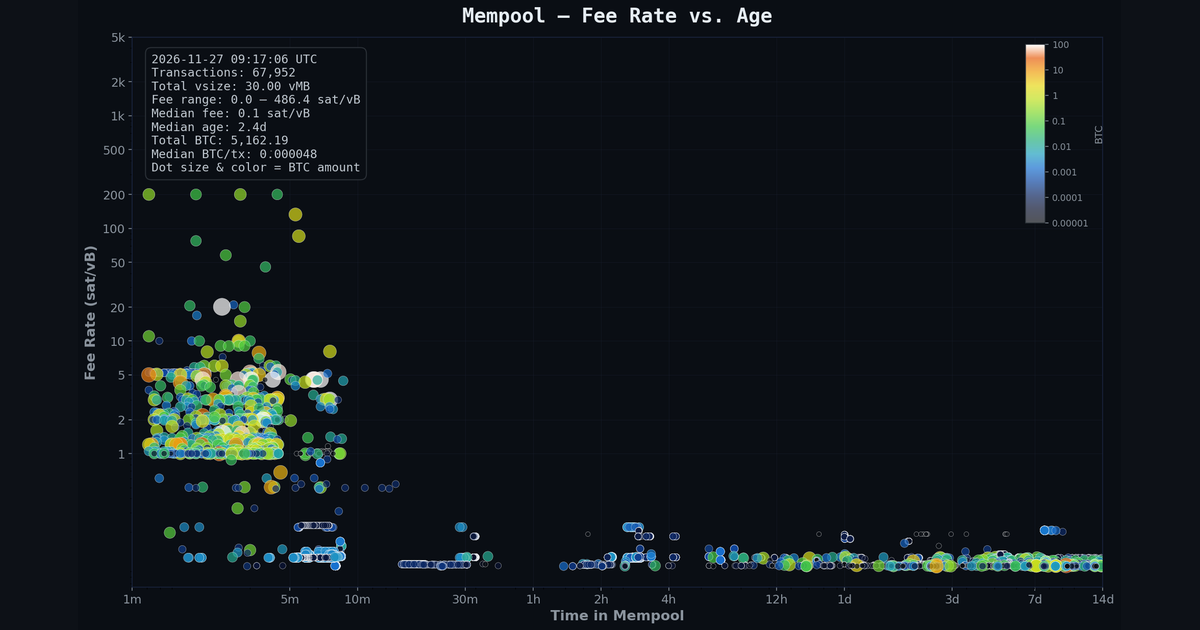 Mempool — Fee Rate vs. Age
2026-11-27 09:17:06 UTC
Transactions: 67,952
Total vsize: 30.00 vMB
Fee range: 0.0 – 486.4 sat/vB
Median fee: 0.1 sat/vB
Median age: 2.4d
Total BTC: 5,162.19
Median BTC/tx: 0.000048
Dot size & color = BTC amount
Fee Rate (sat/vB)
5k
2k
1k
500
200
100
50
20
10
5
2
1
100
10
1
0.1
0.01
0.001
0.0001
0.00001
BTC
1m 5m 10m 30m 1h 2h 4h 12h 1d 3d 7d 14d
Time in Mempool